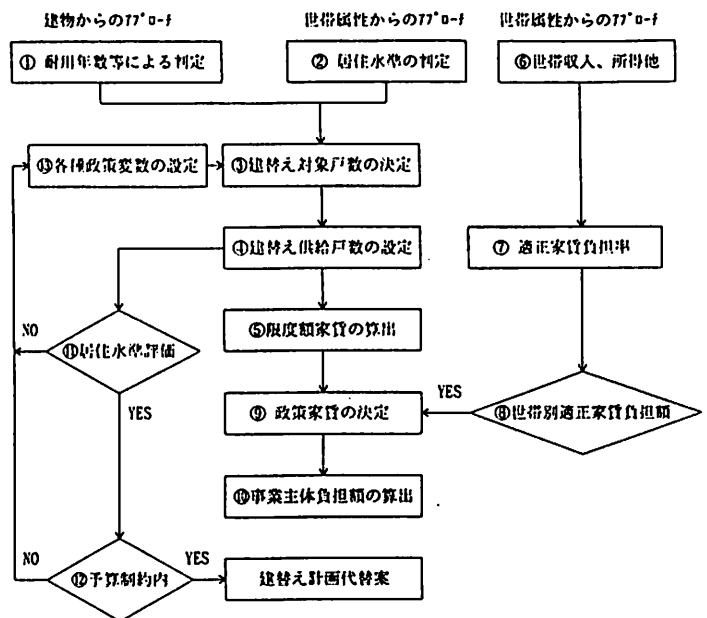 建物からのｱﾌﾟﾛｰﾁ
世帯属性からのｱﾌﾟﾛｰﾁ
世帯属性からのｱﾌﾟﾛｰﾁ
① 耐用年数等による判定
② 居住水準の判定
⑥世帯収入、所得他
⑬各種政策変数の設定
③建替え対象戸数の決定
④建替え供給戸数の設定
⑦ 適正家賃負担率
NO
⑪居住水準評価
⑤限度額家賃の算出
YES
⑨ 政策家賃の決定
YES
⑧世帯別適正家賃負担額
⑩事業主体負担額の算出
NO
⑫予算制約内
YES
建替え計画代替案